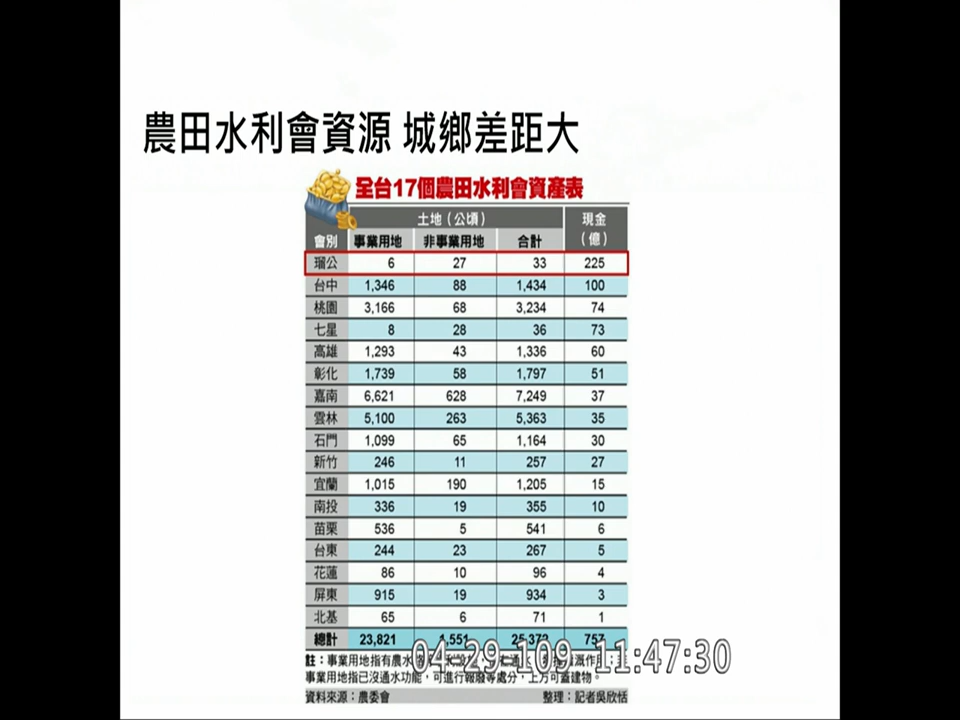 農田水利會資源 城鄉差距大
全台17個農田水利會資產表
會別 土地(公頃) 現金(億)
事業用地 非事業用地 合計
瑠公 6 27 33 225
台中 1,346 88 1,434 100
桃園 3,166 68 3,234 74
七星 8 28 36 73
高雄 1,293 43 1,336 60
彰化 1,739 58 1,797 51
嘉南 6,621 628 7,249 37
雲林 5,100 263 5,363 35
石門 1,099 65 1,164 30
新竹 246 11 257 27
宜蘭 1,015 190 1,205 15
南投 336 19 355 10
苗栗 536 5 541 6
台東 244 23 267 5
花蓮 86 10 96 4
屏東 915 19 934 3
北基 65 6 71 1
總計 23,821 1,551 25,372 757
04-29-109 11:47:30
註:事業用地指有農水
事業用地指已沒通水功能,可進行報廢等處分,上方可蓋建物。
資料來源:農委會 整理:記者吳欣恬